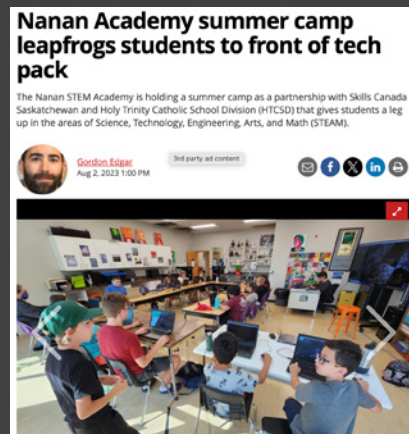 Nanan Academy summer camp
leapfrogs students to front of tech
pack
The Nanan STEM Academy is holding a summer camp as a partnership with Skills Canada
Saskatchewan and Holy Trinity Catholic School Division (HTCSD) that gives students a leg
up in the areas of Science, Technology, Engineering, Arts, and Math (STEAM).
Gordon Edgar
Aug 2, 2023 1:00 PM
3rd party ad content